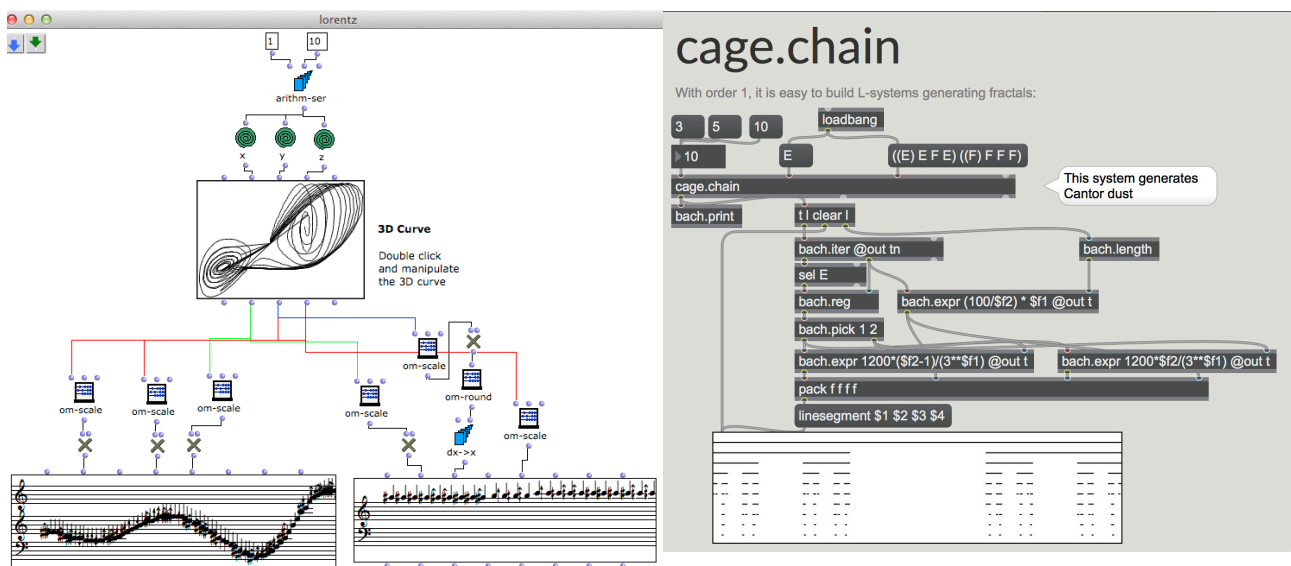 lorentz
1 10
arithm-ser
x y z
3D Curve
Double click
and manipulate
the 3D curve
om-scale
om-scale
om-scale
om-scale
om-scale
om-round
om-scale
dx->x
cage.chain
With order 1, it is easy to build L-systems generating fractals:
3 5 10
loadbang
10
E
((E) E F E) ((F) F F F)
cage.chain
This system generates
Cantor dust
bach.print
t l clear l
bach.iter @out tn
bach.length
sel E
bach.reg
bach.expr (100/$f2) * $f1 @out t
bach.pick 1 2
bach.expr 1200*($f2-1)/(3**$f1) @out t
bach.expr 1200*$f2/(3**$f1) @out t
pack f f f f
linesegment $1 $2 $3 $4